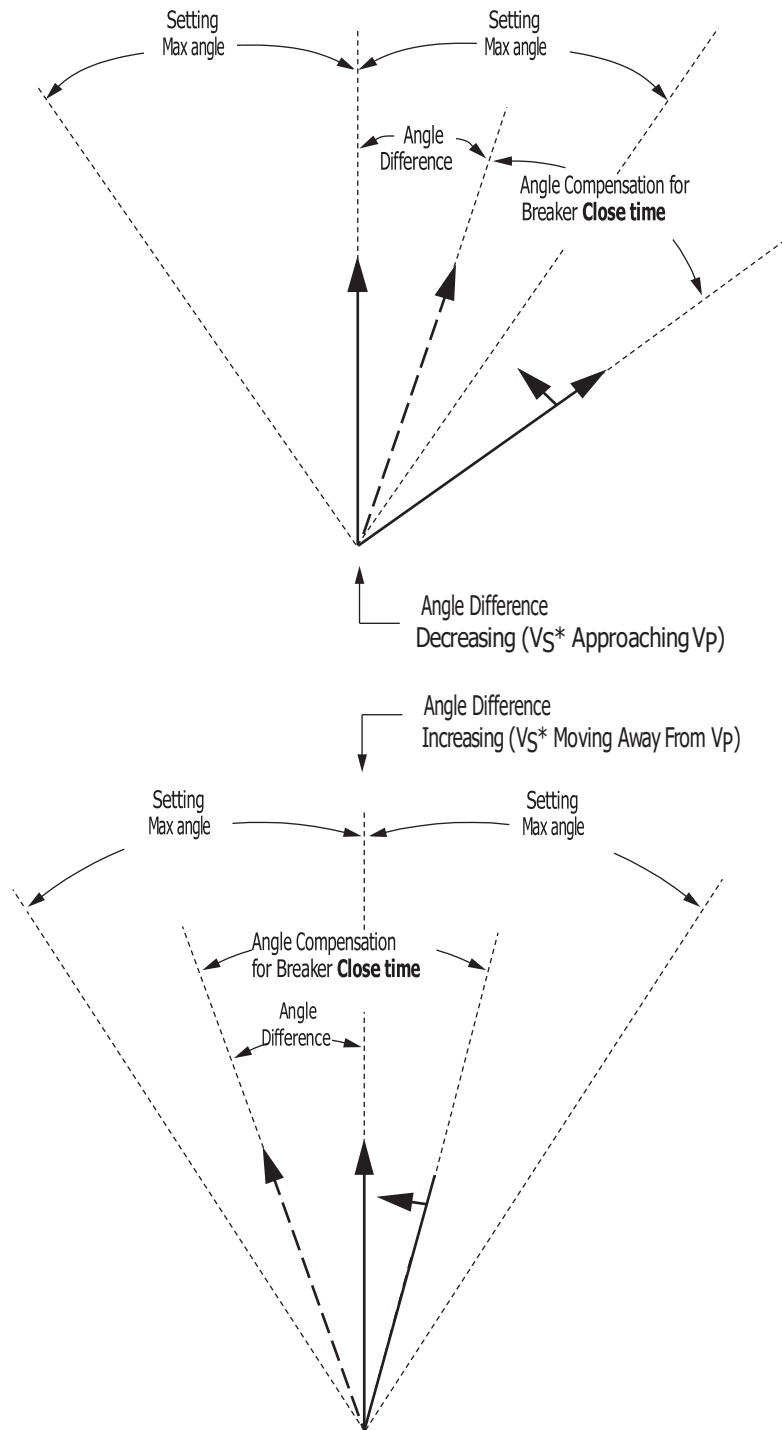 Setting
Max angle
Setting
Max angle
Angle
Difference
Angle Compensation for
Breaker Close time
Angle Difference
Decreasing (VS* Approaching VP)
Angle Difference
Increasing (VS* Moving Away From VP)
Setting
Max angle
Setting
Max angle
Angle Compensation
for Breaker Close time
Angle
Difference